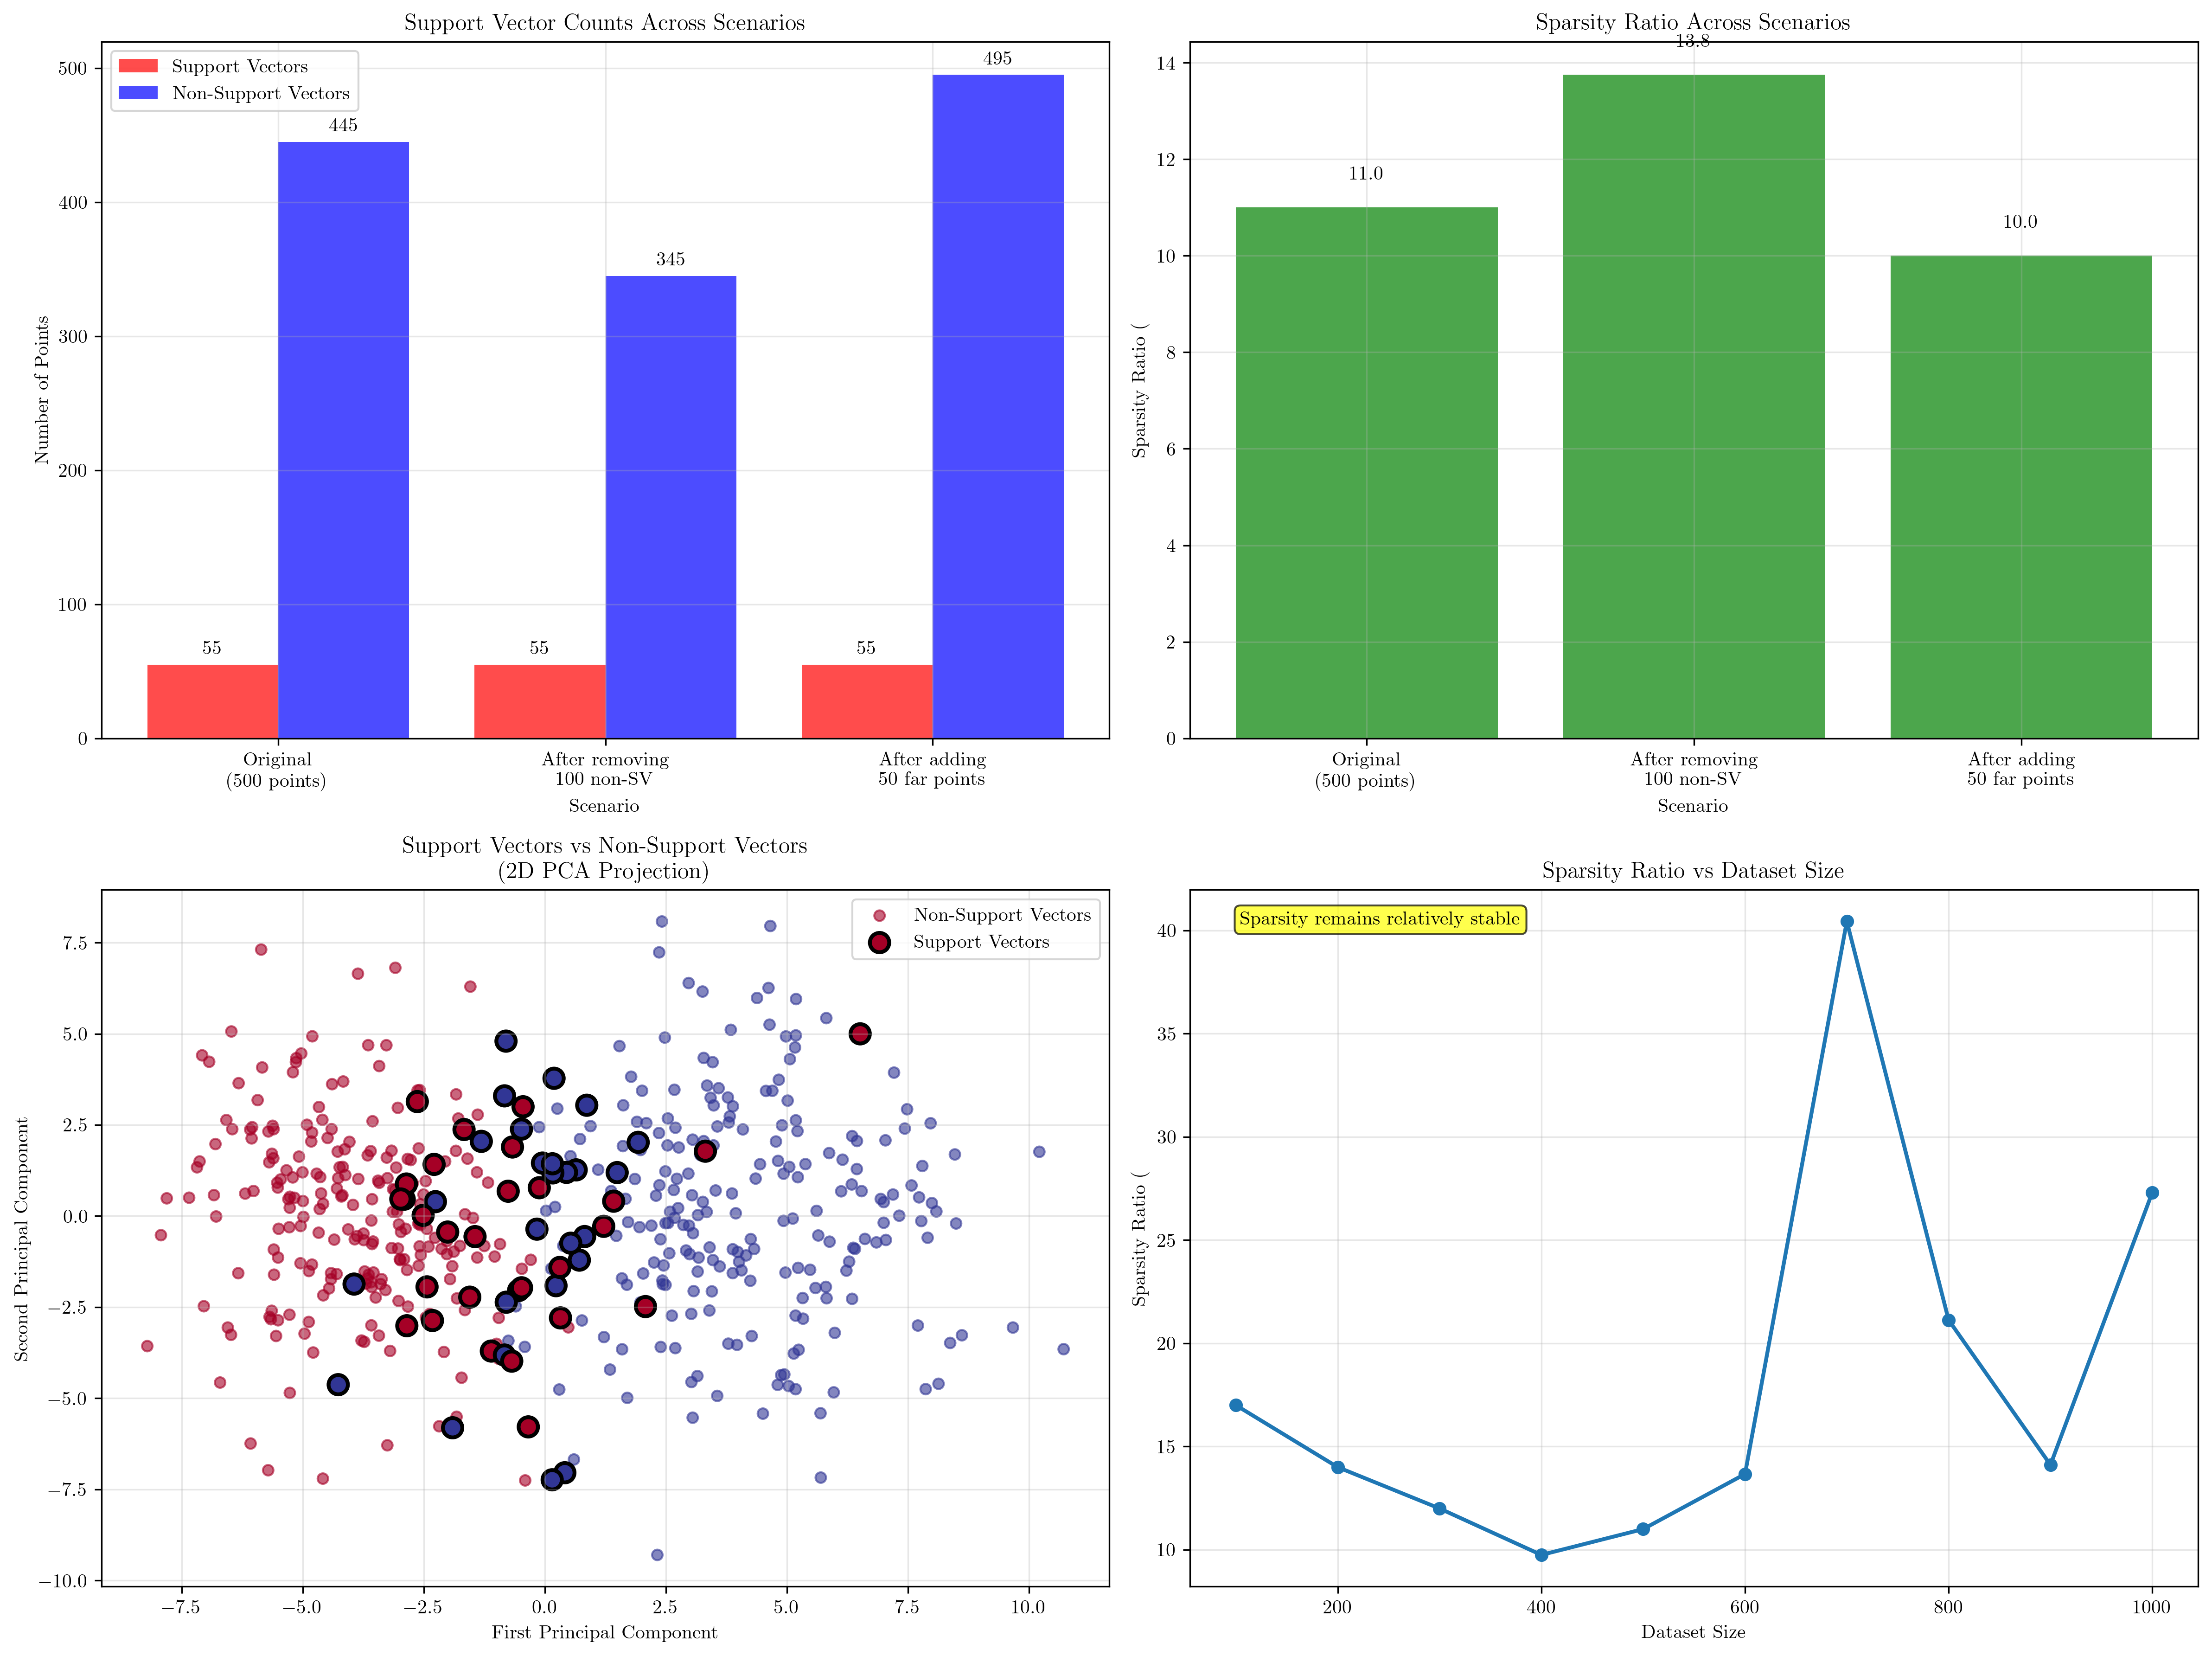 Support Vector Counts Across Scenarios
Support Vectors
Non-Support Vectors
Number of Points
500
400
300
200
100
0
445
345
495
55
55
55
Original
(500 points)
After removing
100 non-SV
After adding
50 far points
Scenario
Sparsity Ratio Across Scenarios
Sparsity Ratio (
14
12
10
8
6
4
2
0
11.0
13.8
10.0
Original
(500 points)
After removing
100 non-SV
After adding
50 far points
Scenario
Support Vectors vs Non-Support Vectors
(2D PCA Projection)
Non-Support Vectors
Support Vectors
Second Principal Component
7.5
5.0
2.5
0.0
−2.5
−5.0
−7.5
−10.0
−7.5
−5.0
−2.5
0.0
2.5
5.0
7.5
10.0
First Principal Component
Sparsity Ratio vs Dataset Size
Sparsity remains relatively stable
Sparsity Ratio (
40
35
30
25
20
15
10
200
400
600
800
1000
Dataset Size